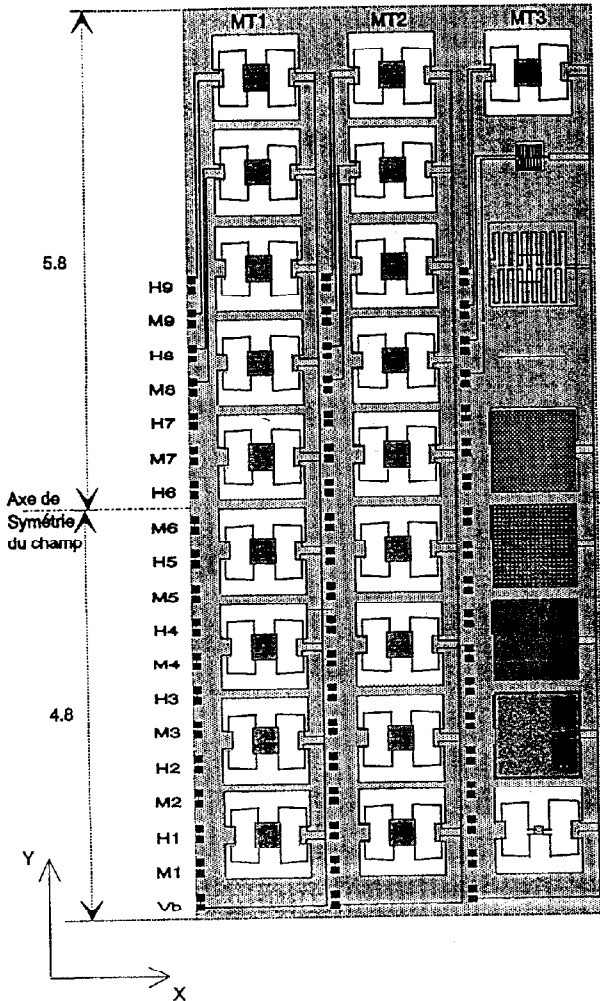 MT1 MT2 MT3
5.8
H9
M9
H8
M8
H7
M7
H6
Axe de
Symétrie
du champ
M6
H5
M5
H4
M4
H3
4.8
M3
H2
M2
H1
M1
Vb
Y
X